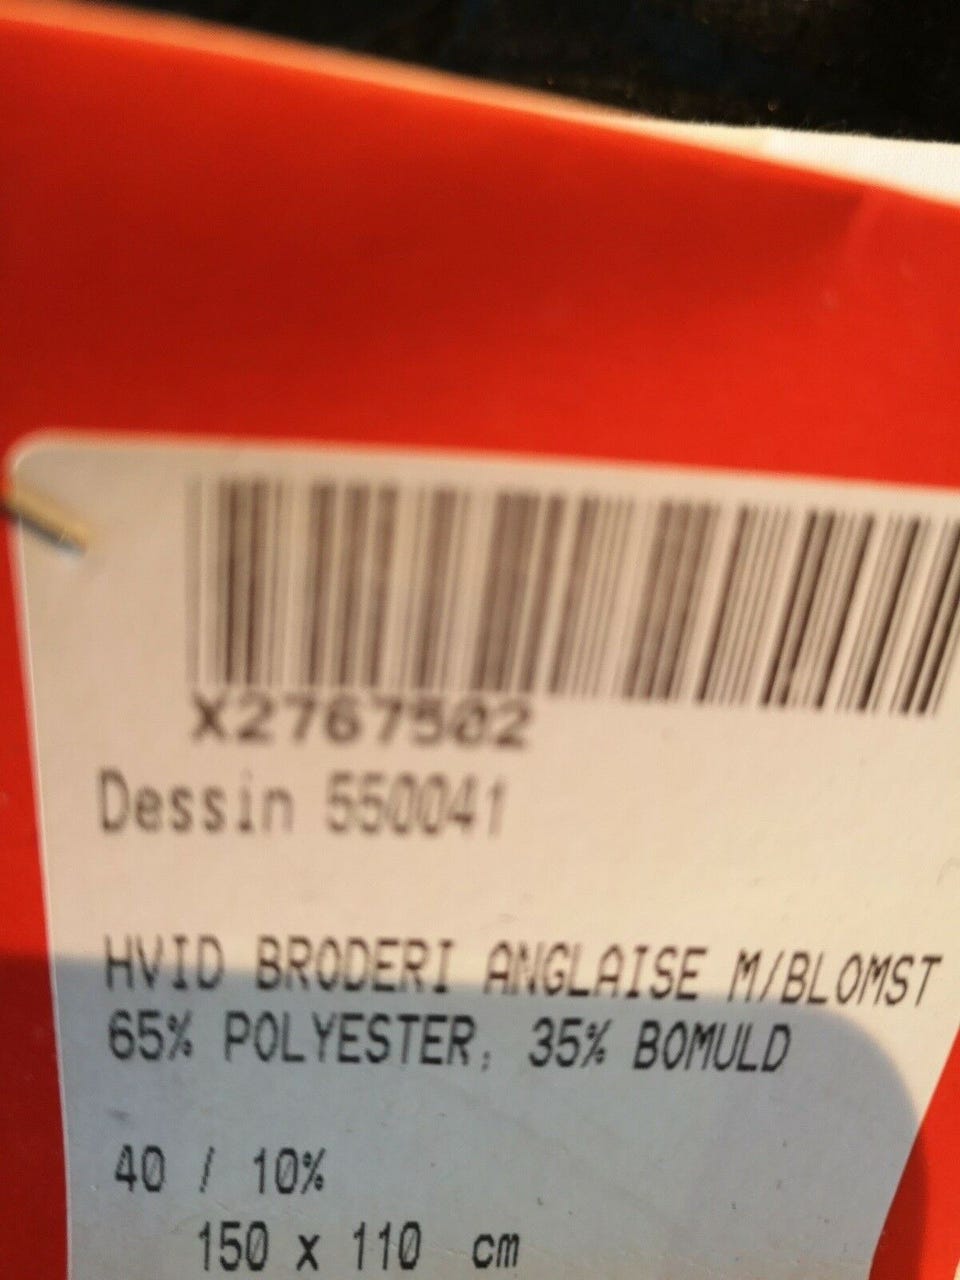 X2767502
Dessin 550041
HVID BRODERI ANGLAISE M/BLOMST
65% POLYESTER, 35% BOMULD
40 / 10%
150 x 110 cm